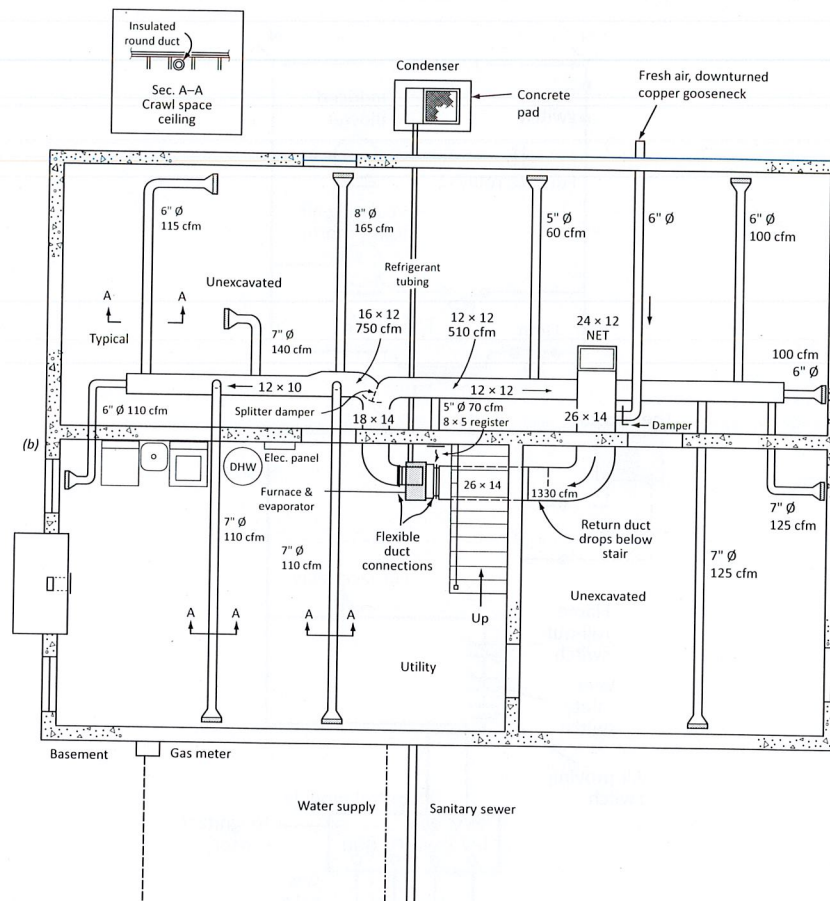 Insulated
round duct
Sec. A–A
Crawl space
ceiling
Condenser
Concrete
pad
Fresh air, downturned
copper gooseneck
6" Ø
115 cfm
8" Ø
165 cfm
5" Ø
60 cfm
6" Ø
6" Ø
100 cfm
Refrigerant
tubing
Unexcavated
A
A
Typical
7" Ø
140 cfm
16 × 12
750 cfm
12 × 12
510 cfm
24 × 12
NET
100 cfm
6" Ø
12 × 10
12 × 12
6" Ø 110 cfm
Splitter damper
18 × 14
5" Ø 70 cfm
8 × 5 register
26 × 14
Damper
(b)
DHW
Elec. panel
Furnace &
evaporator
26 × 14
1330 cfm
Flexible
duct
connections
Return duct
drops below
stair
7" Ø
125 cfm
7" Ø
110 cfm
7" Ø
110 cfm
7" Ø
125 cfm
Unexcavated
A
A
A
A
Up
Utility
Basement
Gas meter
Water supply
Sanitary sewer